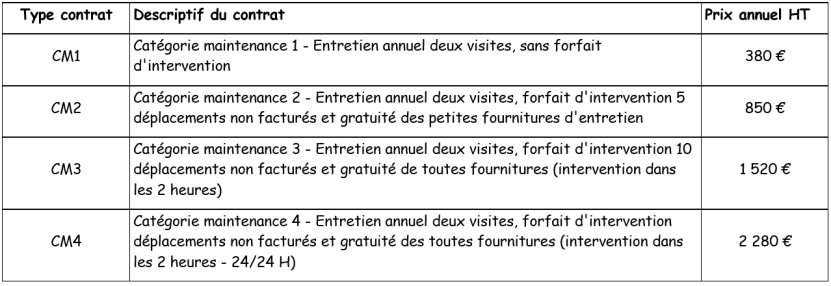 Type contrat Descriptif du contrat Prix annuel HT
Catégorie maintenance 1 - Entretien annuel deux visites, sans forfait
CM1 380 €
d'intervention
Catégorie maintenance 2 - Entretien annuel deux visites, forfait d'intervention 5
CM2 850 €
déplacements non facturés et gratuité des petites fournitures d'entretien
Catégorie maintenance 3 - Entretien annuel deux visites, forfait d'intervention 10
CM3 déplacements non facturés et gratuité de toutes fournitures (intervention dans 1 520 €
les 2 heures)
Catégorie maintenance 4 - Entretien annuel deux visites, forfait d'intervention
CM4 déplacements non facturés et gratuité des toutes fournitures (intervention dans 2 280 €
les 2 heures - 24/24 H)